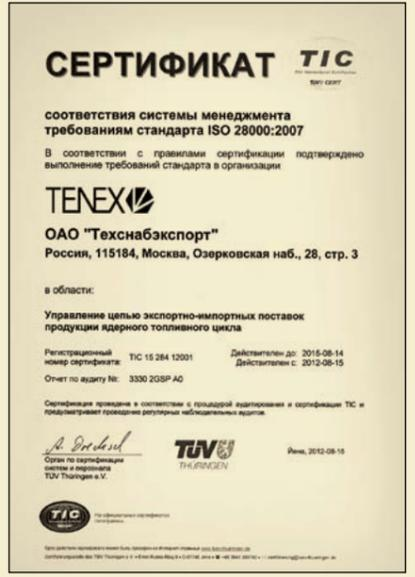 СЕРТИФИКАТ
TIC
соответствия системы менеджмента
требованиям стандарта ISO 28000:2007
В соответствии с правилами сертификации подтверждено
выполнение требований стандарта в организации
TENEX
ОАО "Техснабэкспорт"
Россия, 115184, Москва, Озерковская наб., 28, стр. 3
в области:
Управление цепью экспортно-импортных поставок
продукции ядерного топливного цикла
Регистрационный
номер сертификата: TIC 15 284 12001
Действителен до: 2015-08-14
Действителен с: 2012-08-15
Отчет по аудиту №: 3330 2GSP A0
Сертификация проведена в соответствии с процедурой аудитирования и сертификации TIC и
предусматривает проведение регулярных наблюдательных аудитов.
Орган по сертификации
систем и персонала
TÜV Thüringen e.V.
TÜV
THÜRINGEN
Йена, 2012-08-15
TIC